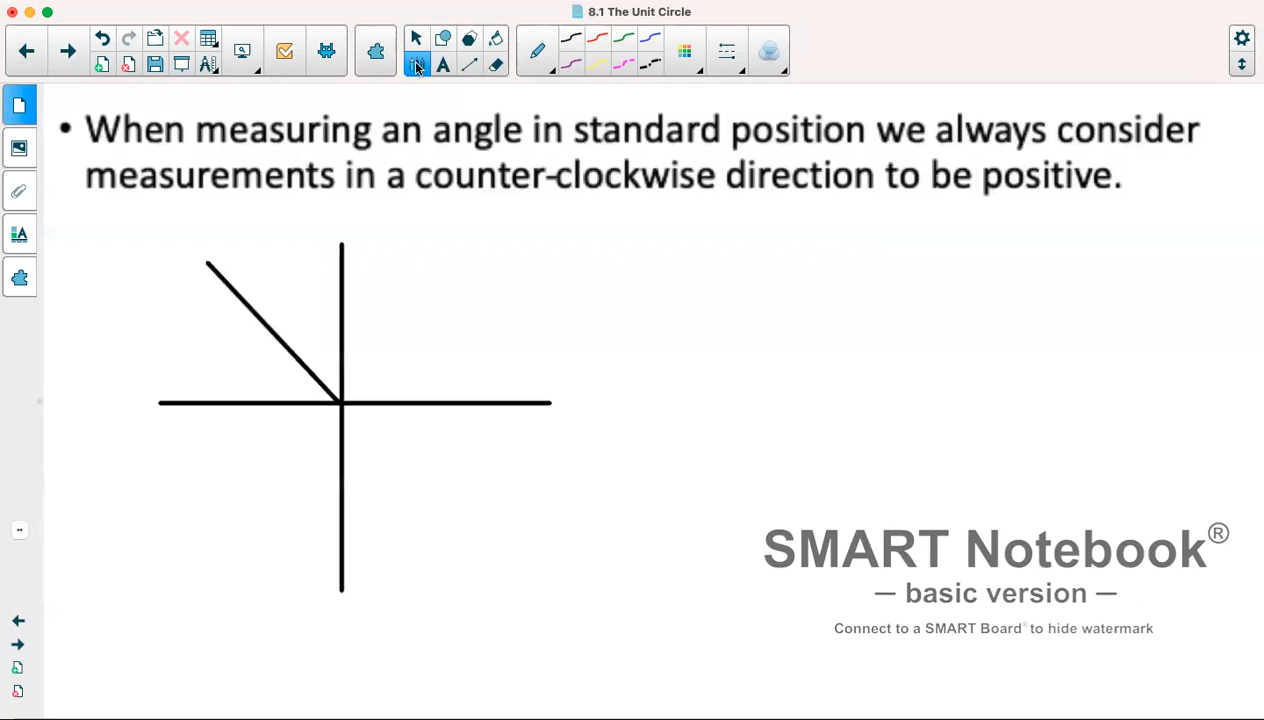 8.1 The Unit Circle
• When measuring an angle in standard position we always consider
measurements in a counter-clockwise direction to be positive.
SMART Notebook®
— basic version —
Connect to a SMART Board® to hide watermark